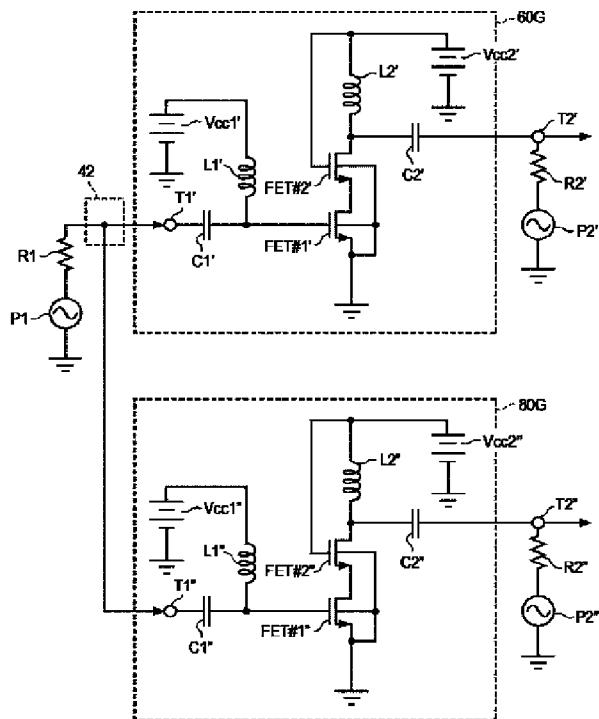 60G
L2'
Vcc2'
Vcc1'
T2'
L1'
42
T1'
FET#2'
C2'
R2'
R1
FET#1'
C1'
P2'
P1
80G
L2"
Vcc2"
Vcc1"
T2"
L1"
T1"
FET#2"
C2"
R2"
FET#1"
C1"
P2"